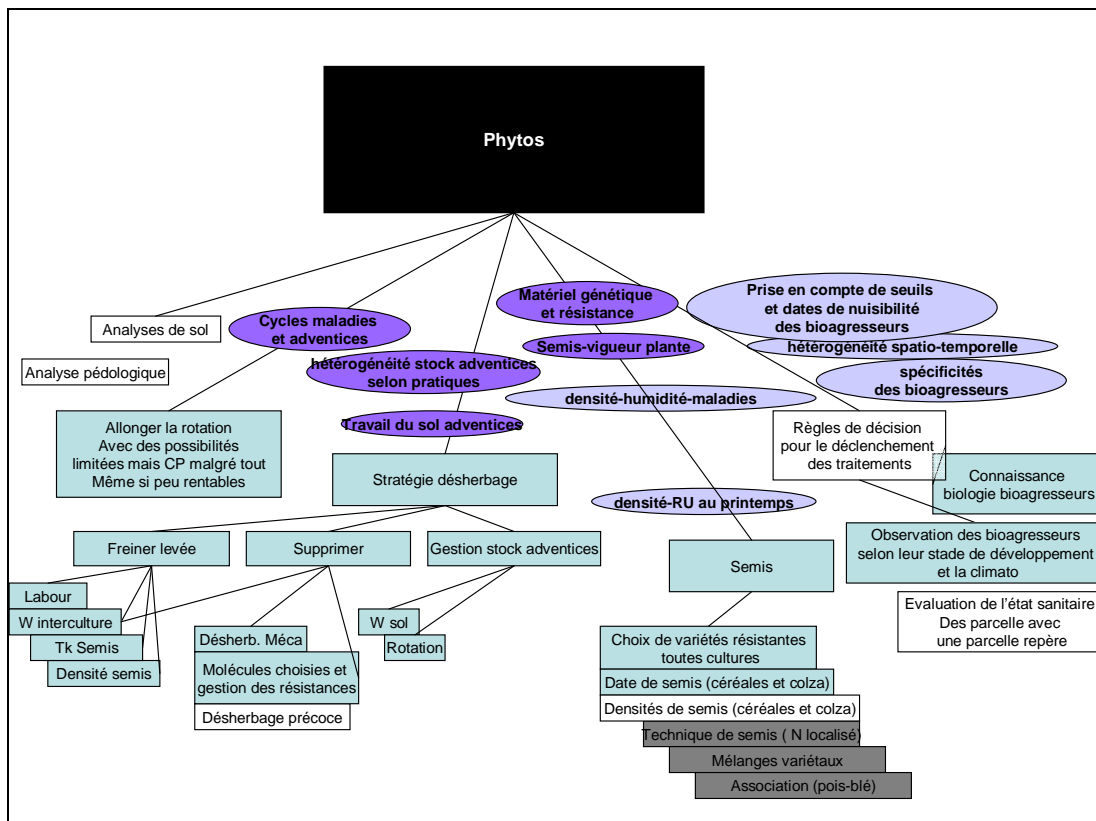 Phytos
Analyses de sol
Analyse pédologique
Cycles maladies
et adventices
hétérogénéité stock adventices
selon pratiques
Travail du sol adventices
Matériel génétique
et résistance
Semis-vigueur plante
densité-humidité-maladies
densité-RU au printemps
Prise en compte de seuils
et dates de nuisibilité
des bioagresseurs
hétérogénéité spatio-temporelle
spécificités
des bioagresseurs
Allonger la rotation
Avec des possibilités
limitées mais CP malgré tout
Même si peu rentables
Stratégie désherbage
Règles de décision
pour le déclenchement
des traitements
Connaissance
biologie bioagresseurs
Observation des bioagresseurs
selon leur stade de développement
et la climato
Evaluation de l'état sanitaire
Des parcelle avec
une parcelle repère
Freiner levée
Supprimer
Gestion stock adventices
Semis
Labour
W interculture
Tk Semis
Densité semis
Désherb. Méca
Molécules choisies et
gestion des résistances
Désherbage précoce
W sol
Rotation
Choix de variétés résistantes
toutes cultures
Date de semis (céréales et colza)
Densités de semis (céréales et colza)
Technique de semis ( N localisé)
Mélanges variétaux
Association (pois-blé)